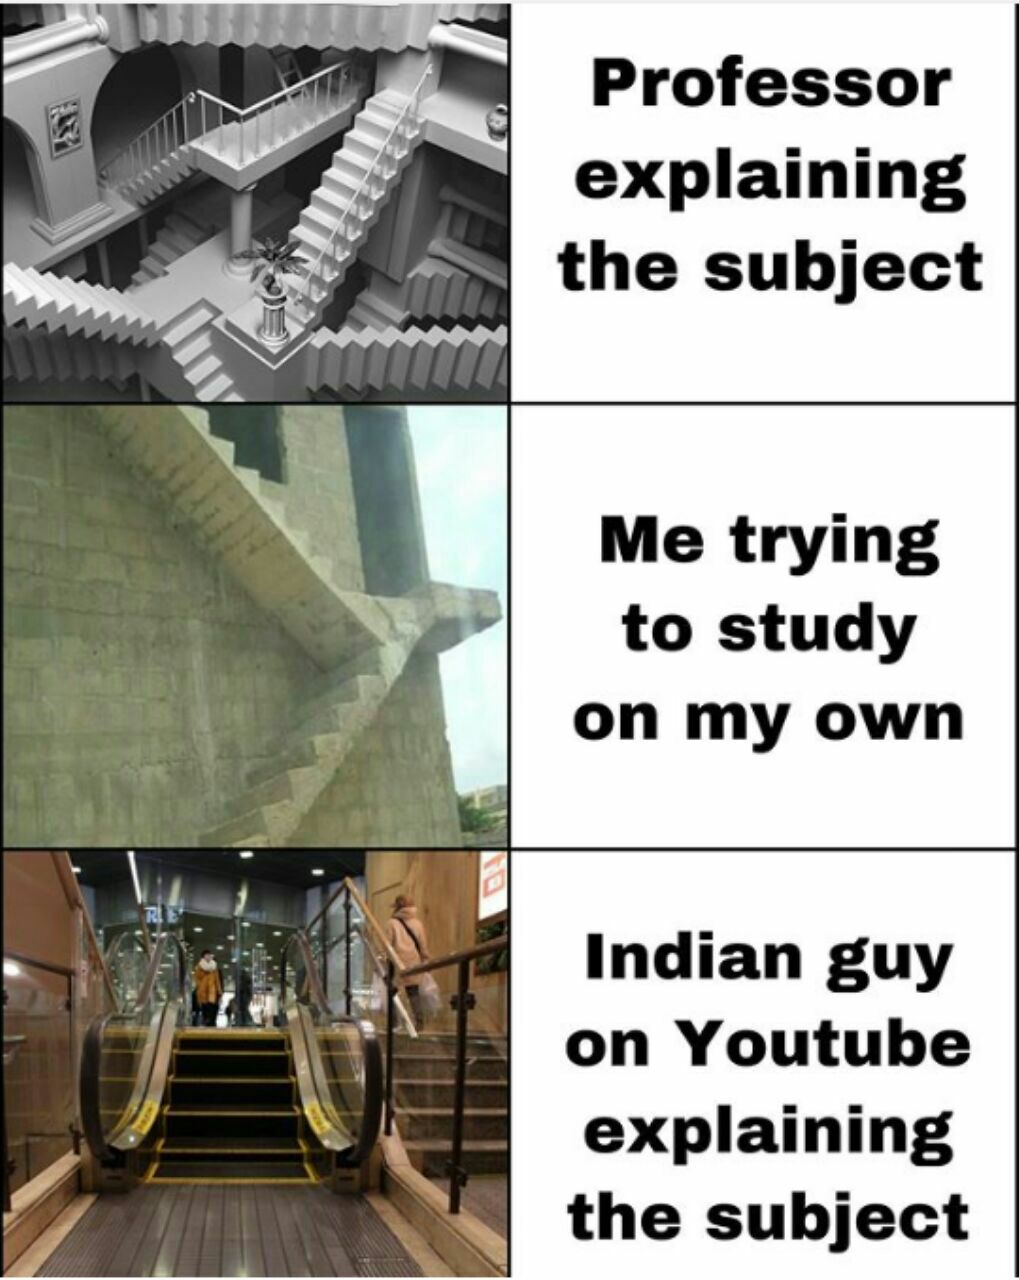 Professor
explaining
the subject
Me trying
to study
on my own
Indian guy
on Youtube
explaining
the subject